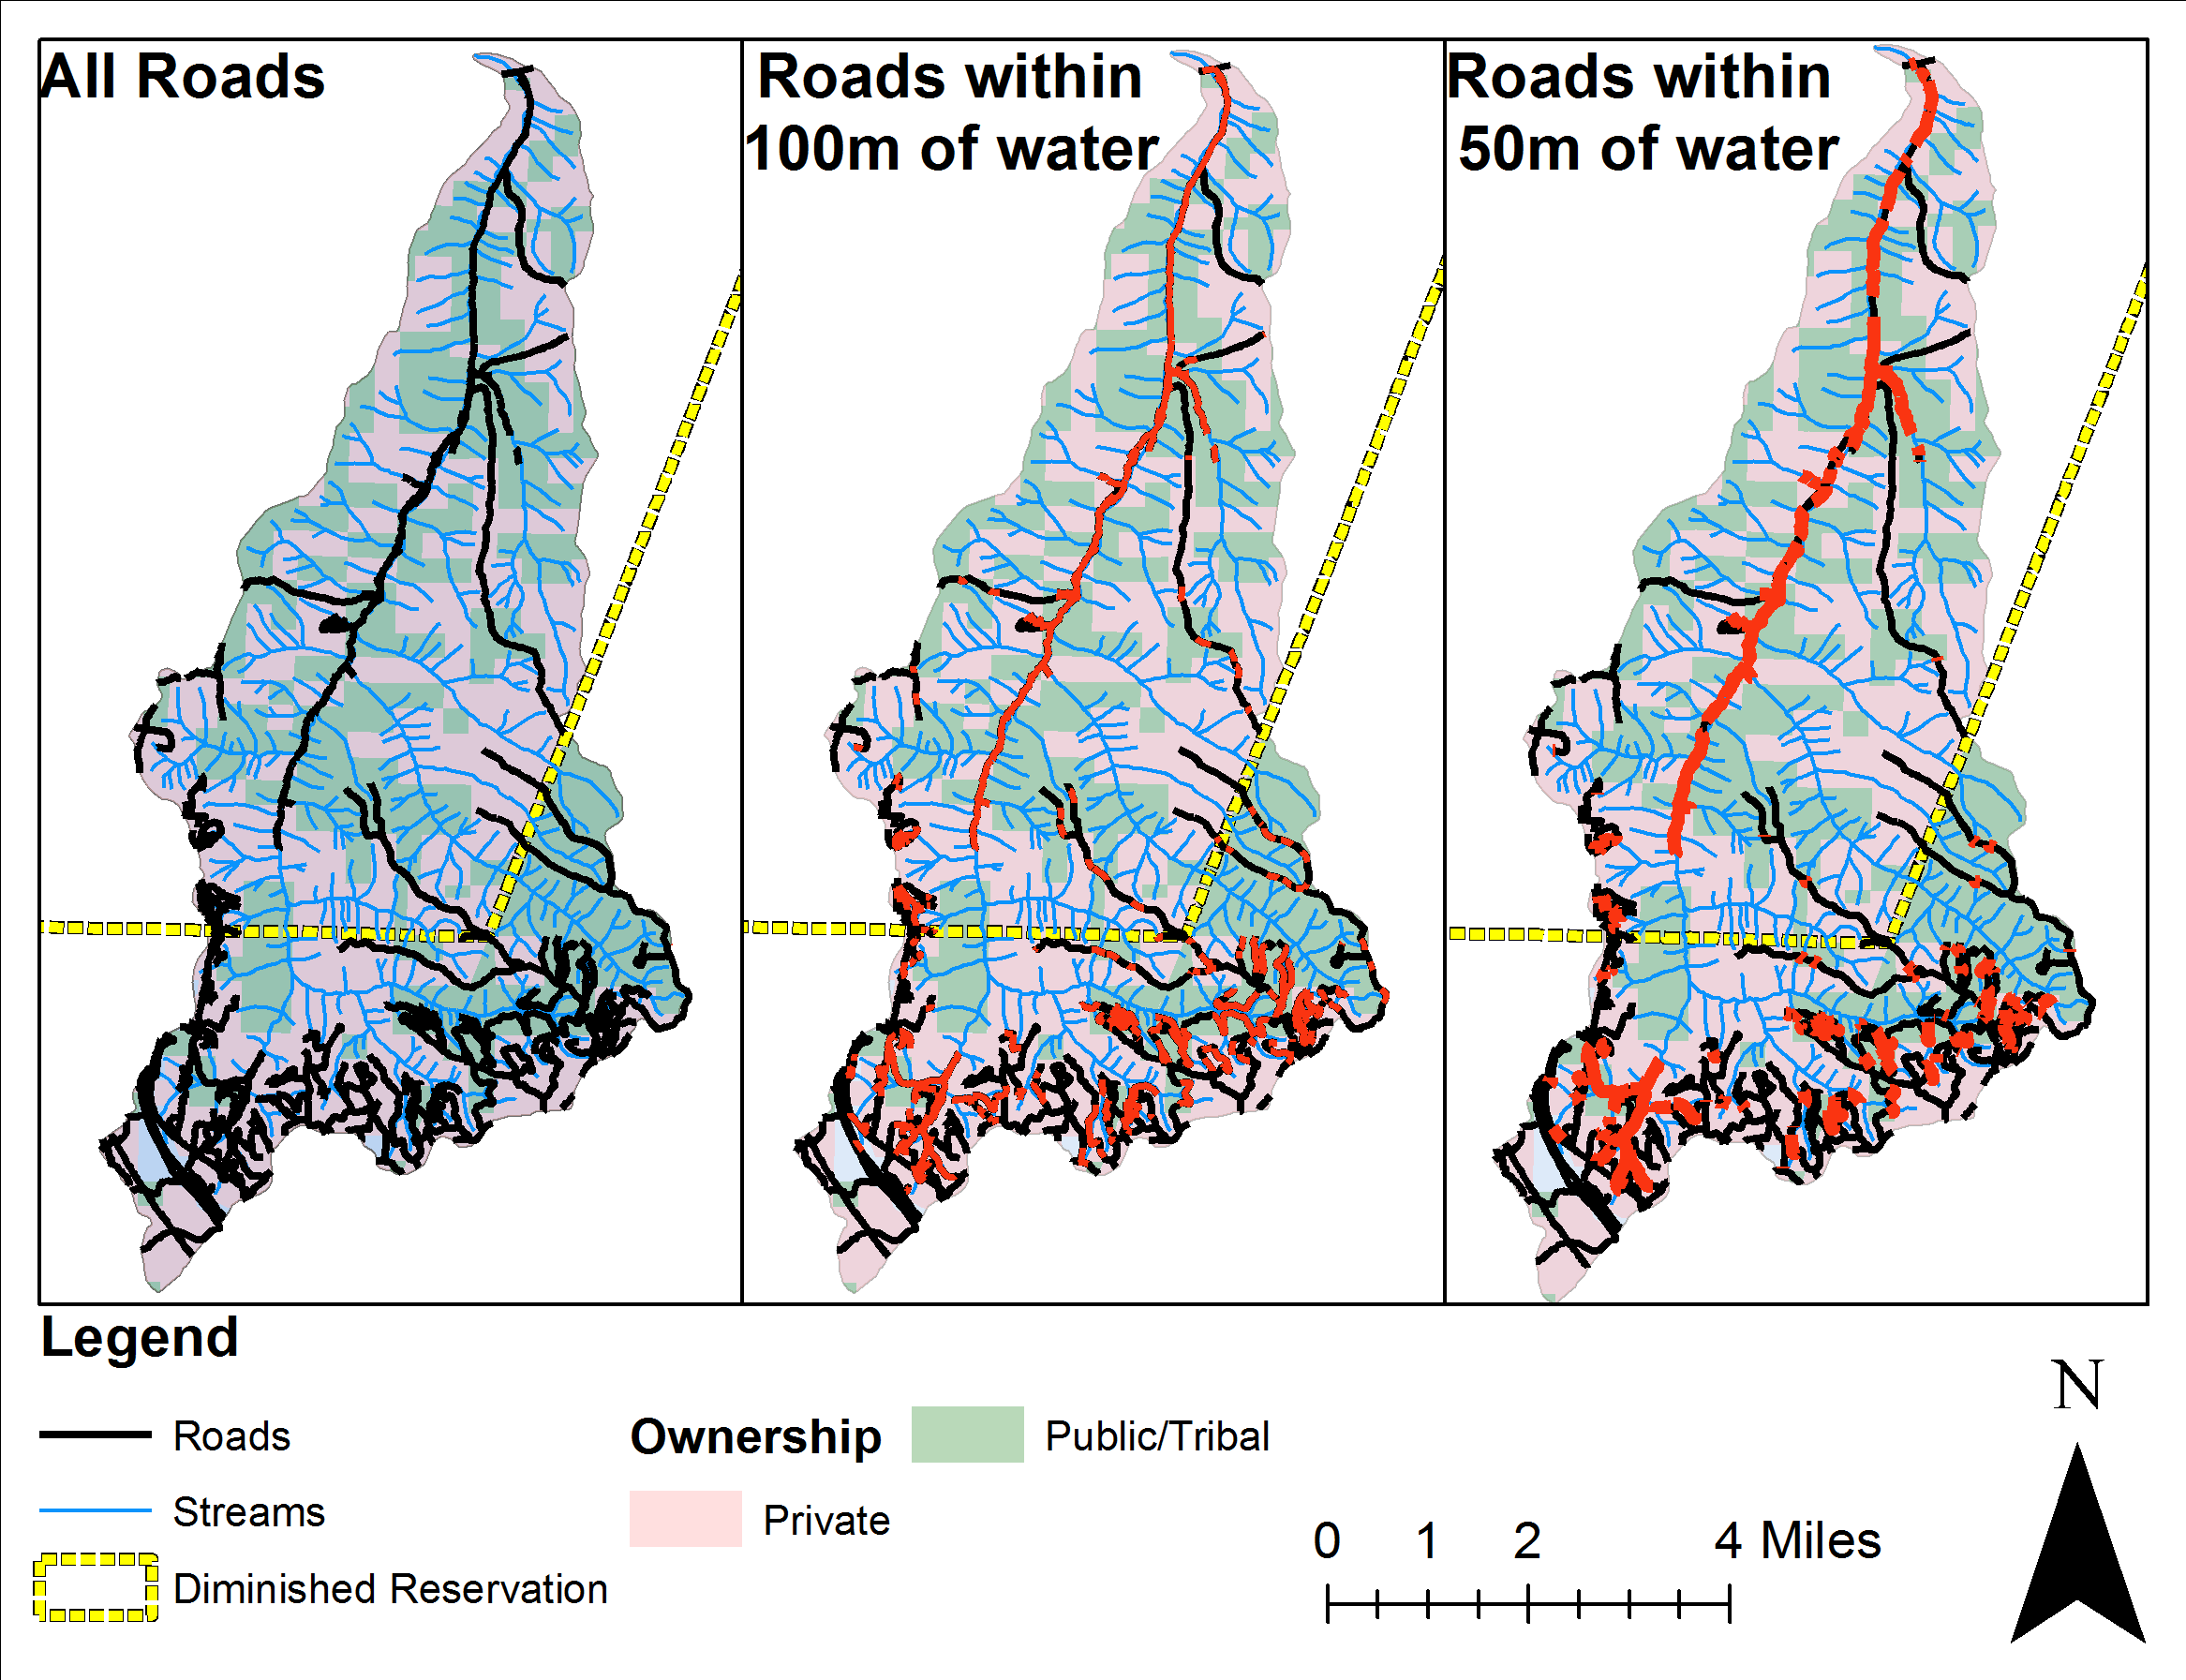 All Roads
Roads within
100m of water
Roads within
50m of water
Legend
Roads
Streams
Diminished Reservation
Ownership
Public/Tribal
Private
0 1 2 4 Miles
N